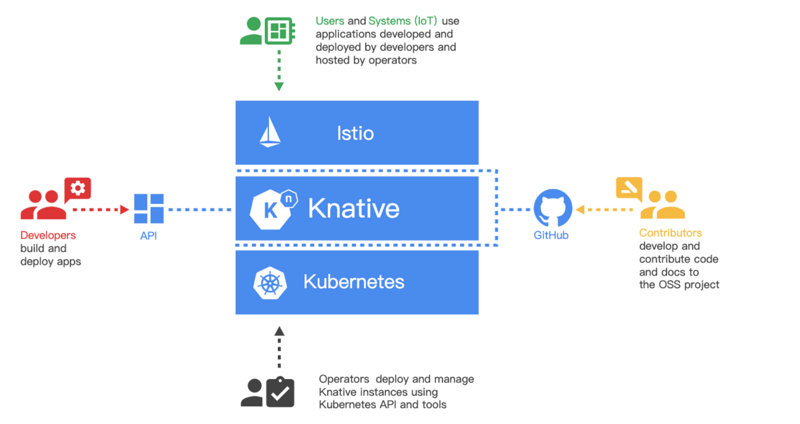 Users and Systems (IoT) use
applications developed and
deployed by developers and
hosted by operators
Istio
K
n
Knative
Developers
build and
deploy apps
API
GitHub
Contributors
develop and
contribute code
and docs to
the OSS project
Kubernetes
Operators deploy and manage
Knative instances using
Kubernetes API and tools